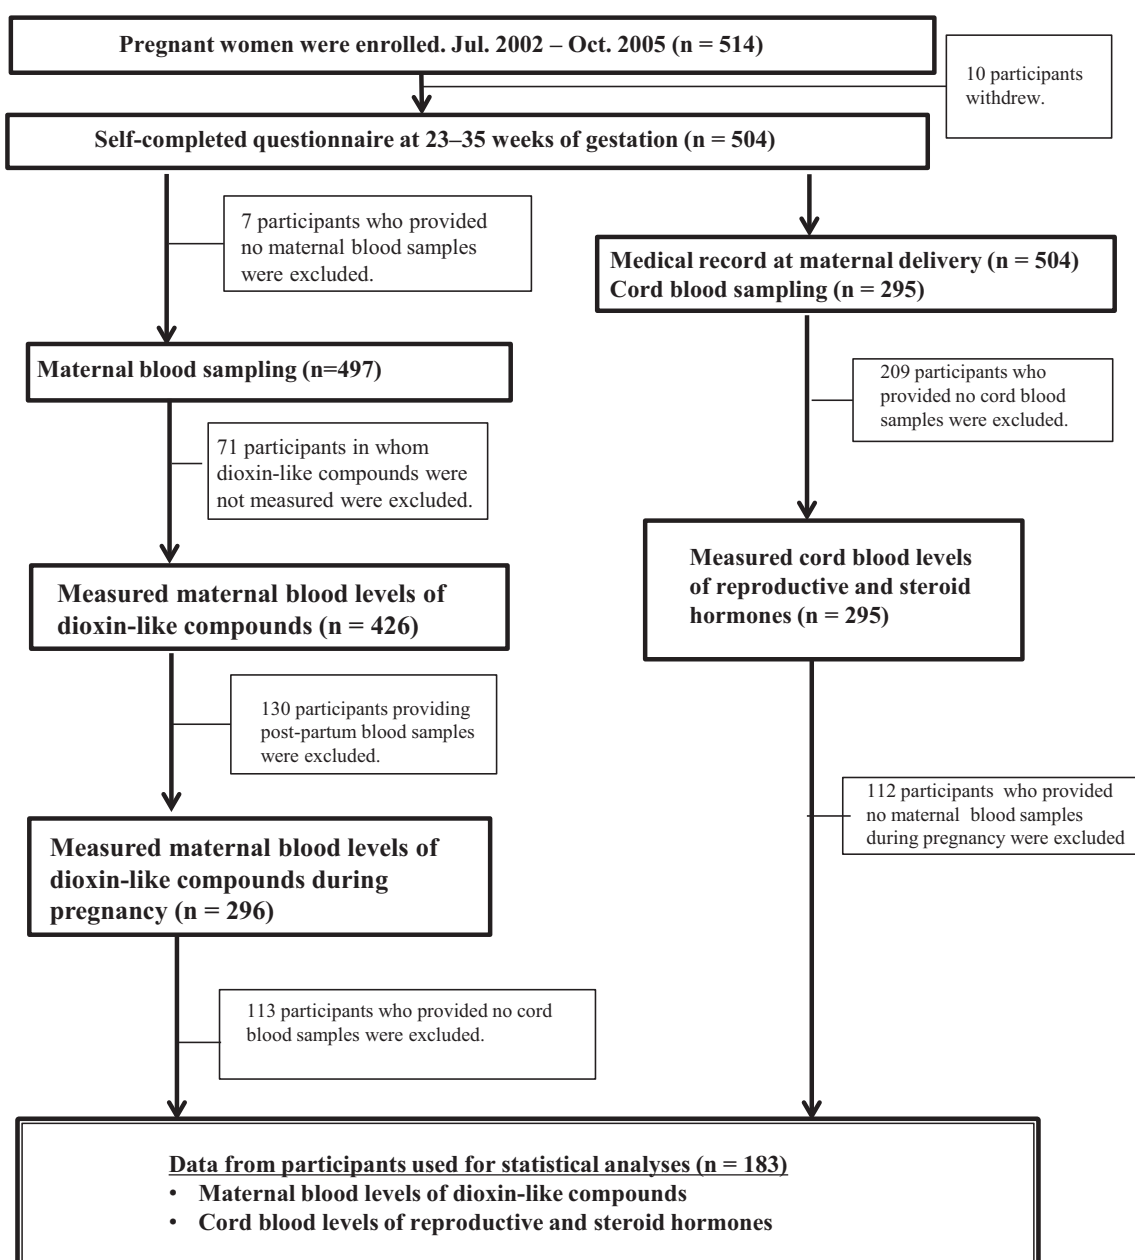 Pregnant women were enrolled. Jul. 2002 – Oct. 2005 (n = 514)
10 participants
withdrew.
Self-completed questionnaire at 23–35 weeks of gestation (n = 504)
7 participants who provided
no maternal blood samples
were excluded.
Medical record at maternal delivery (n = 504)
Cord blood sampling (n = 295)
Maternal blood sampling (n=497)
209 participants who
provided no cord blood
samples were excluded.
71 participants in whom
dioxin-like compounds were
not measured were excluded.
Measured cord blood levels
of reproductive and steroid
hormones (n = 295)
Measured maternal blood levels of
dioxin-like compounds (n = 426)
130 participants providing
post-partum blood samples
were excluded.
112 participants who provided
no maternal blood samples
during pregnancy were excluded
Measured maternal blood levels of
dioxin-like compounds during
pregnancy (n = 296)
113 participants who provided no cord
blood samples were excluded.
Data from participants used for statistical analyses (n = 183)
• Maternal blood levels of dioxin-like compounds
• Cord blood levels of reproductive and steroid hormones